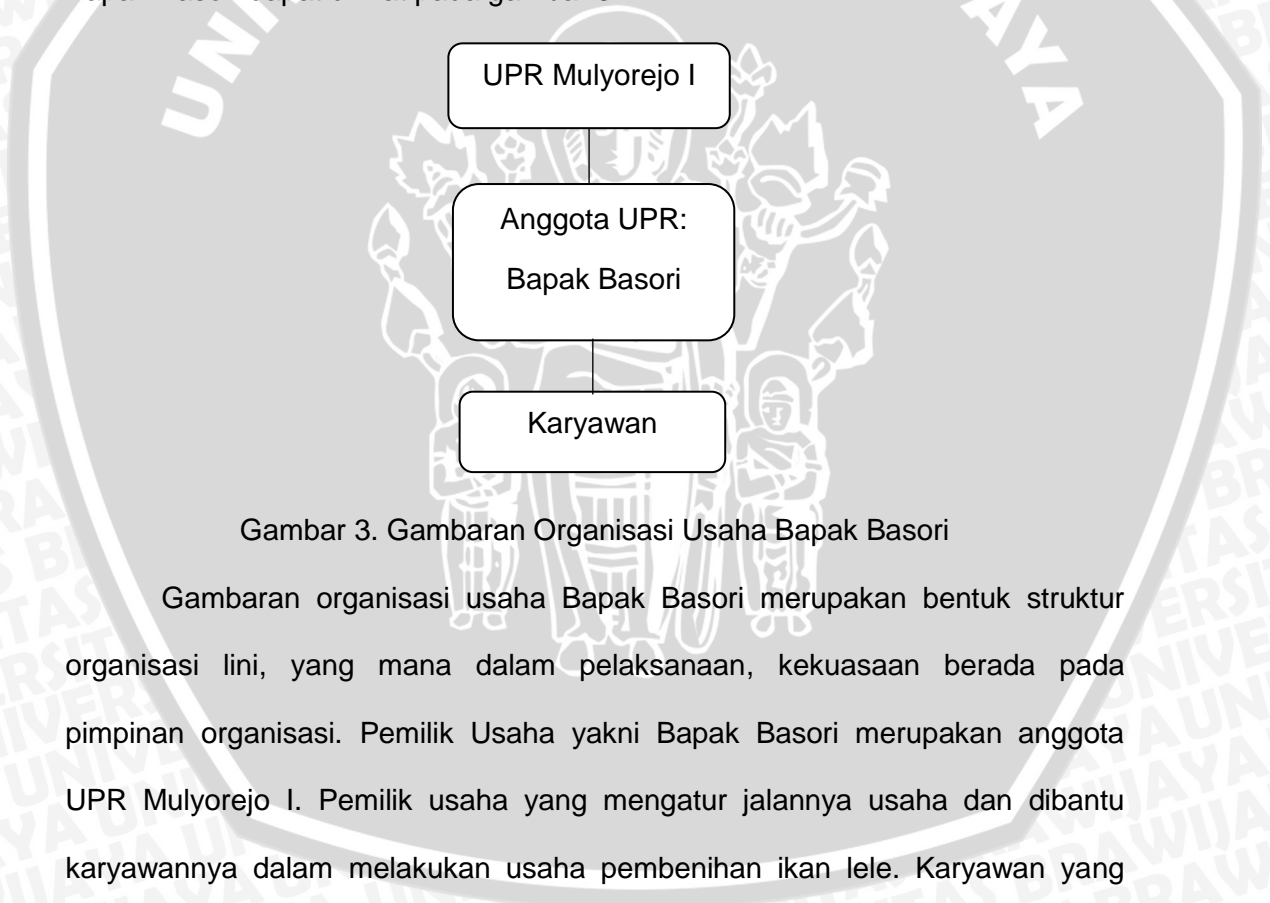 UPR Mulyorejo I
Anggota UPR:
Bapak Basori
Karyawan
Gambar 3. Gambaran Organisasi Usaha Bapak Basori
Gambaran organisasi usaha Bapak Basori merupakan bentuk struktur
organisasi lini, yang mana dalam pelaksanaan, kekuasaan berada pada
pimpinan organisasi. Pemilik Usaha yakni Bapak Basori merupakan anggota
UPR Mulyorejo I. Pemilik usaha yang mengatur jalannya usaha dan dibantu
karyawannya dalam melakukan usaha pembenihan ikan lele. Karyawan yang